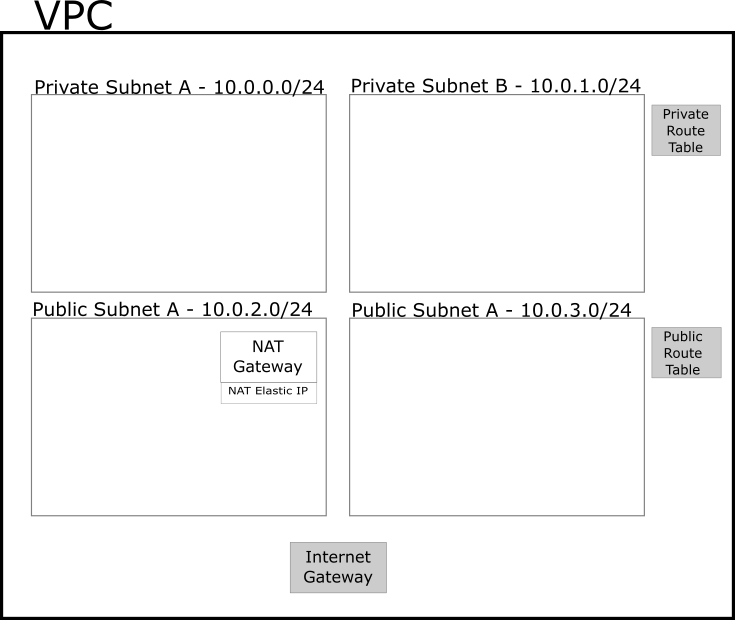 VPC
Private Subnet A - 10.0.0.0/24
Private Subnet B - 10.0.1.0/24
Private
Route
Table
Public Subnet A - 10.0.2.0/24
Public Subnet A - 10.0.3.0/24
NAT
Gateway
NAT Elastic IP
Public
Route
Table
Internet
Gateway